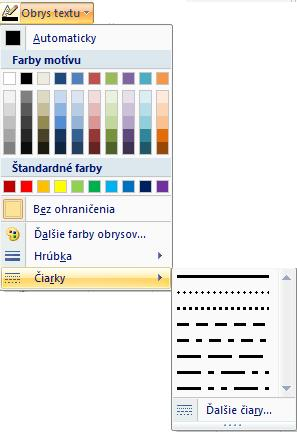 Obrys textu
Automaticky
Farby motívu
Štandardné farby
Bez ohraničenia
Ďalšie farby obrysov...
Hrúbka
Čiarky
Ďalšie čiary...